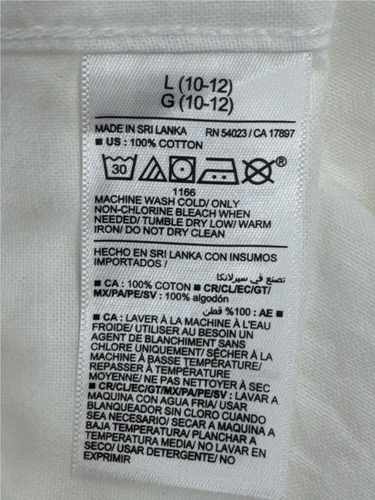 L (10-12)
G (10-12)
MADE IN SRI LANKA RN 54023 / CA 17897
■ US : 100% COTTON
30 ®
1166
MACHINE WASH COLD/ ONLY
NON-CHLORINE BLEACH WHEN
NEEDED/ TUMBLE DRY LOW/ WARM
IRON/ DO NOT DRY CLEAN
HECHO EN SRI LANKA CON INSUMOS
IMPORTADOS /
تصنع في سيرلانكا
■ CA : 100% COTON ■ CR/CL/EC/GT/
MX/PA/PE/SV : 100% algodón
■ AE : 100% قطن
■ CA : LAVER À LA MACHINE À L'EAU
FROIDE/ UTILISER AU BESOIN UN
AGENT DE BLANCHIMENT SANS
CHLORE UNIQUEMENT/ SÉCHER À LA
MACHINE À BASSE TEMPÉRATURE/
REPASSER À TEMPÉRATURE
MOYENNE/ NE PAS NETTOYER À SEC
■ CR/CL/EC/GT/MX/PA/PE/SV : LAVAR A
MAQUINA CON AGUA FRIA/ USAR
BLANQUEADOR SIN CLORO CUANDO
SEA NECESARIO/ SECAR A MAQUINA A
BAJA TEMPERATURA/ PLANCHAR A
TEMPERATURA MEDIA/ NO LAVAR EN
SECO/ USAR DETERGENTE/ NO
EXPRIMIR